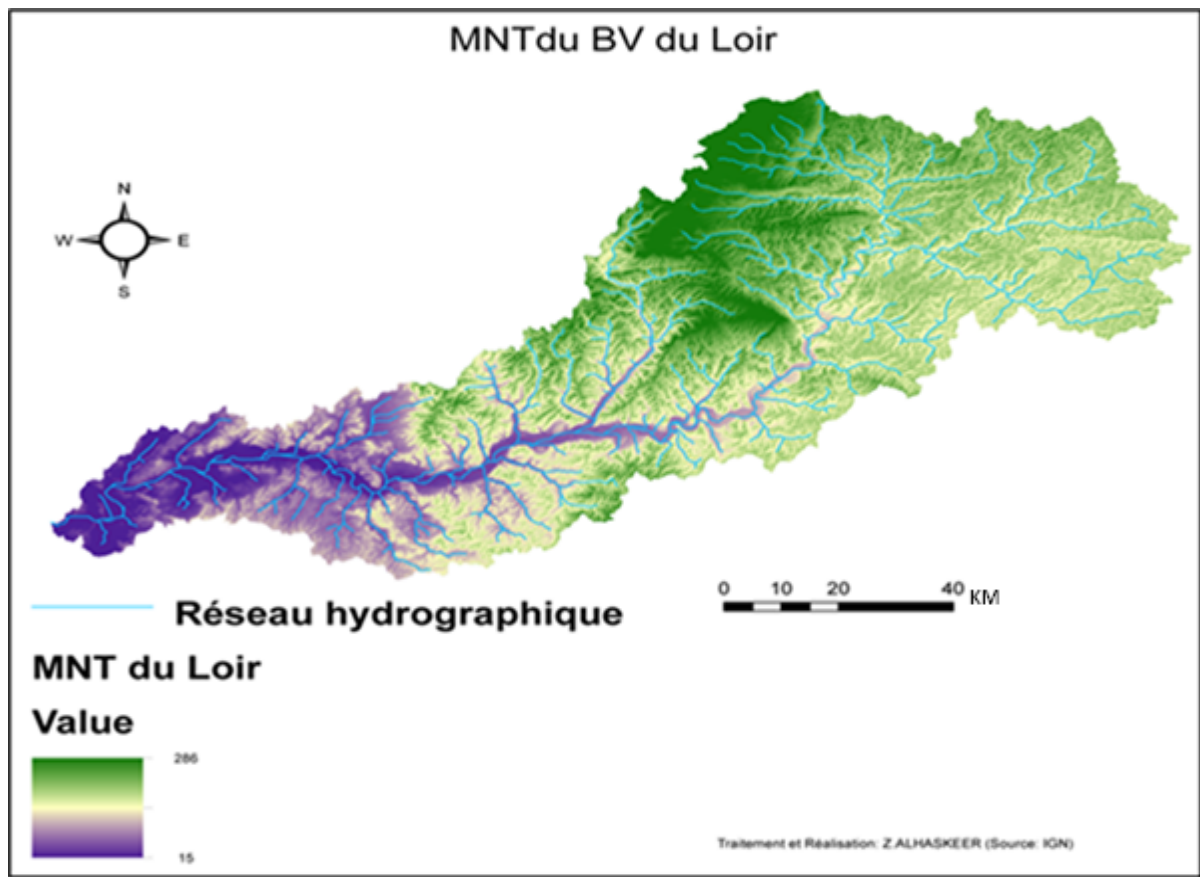 MNTdu BV du Loir
N
W E
S
0 10 20 40 KM
Réseau hydrographique
MNT du Loir
Value
286
15
Traitement et Réalisation: Z.ALHASKEER (Source: IGN)